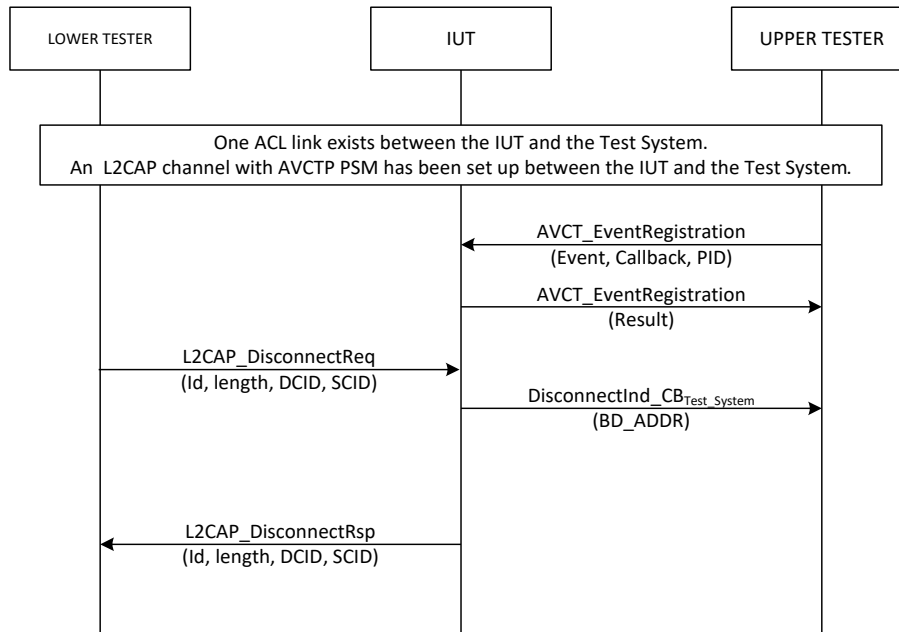 LOWER TESTER
IUT
UPPER TESTER
One ACL link exists between the IUT and the Test System.
An L2CAP channel with AVCTP PSM has been set up between the IUT and the Test System.
AVCT_EventRegistration
(Event, Callback, PID)
AVCT_EventRegistration
(Result)
L2CAP_DisconnectReq
(Id, length, DCID, SCID)
DisconnectInd_CBTest_System
(BD_ADDR)
L2CAP_DisconnectRsp
(Id, length, DCID, SCID)